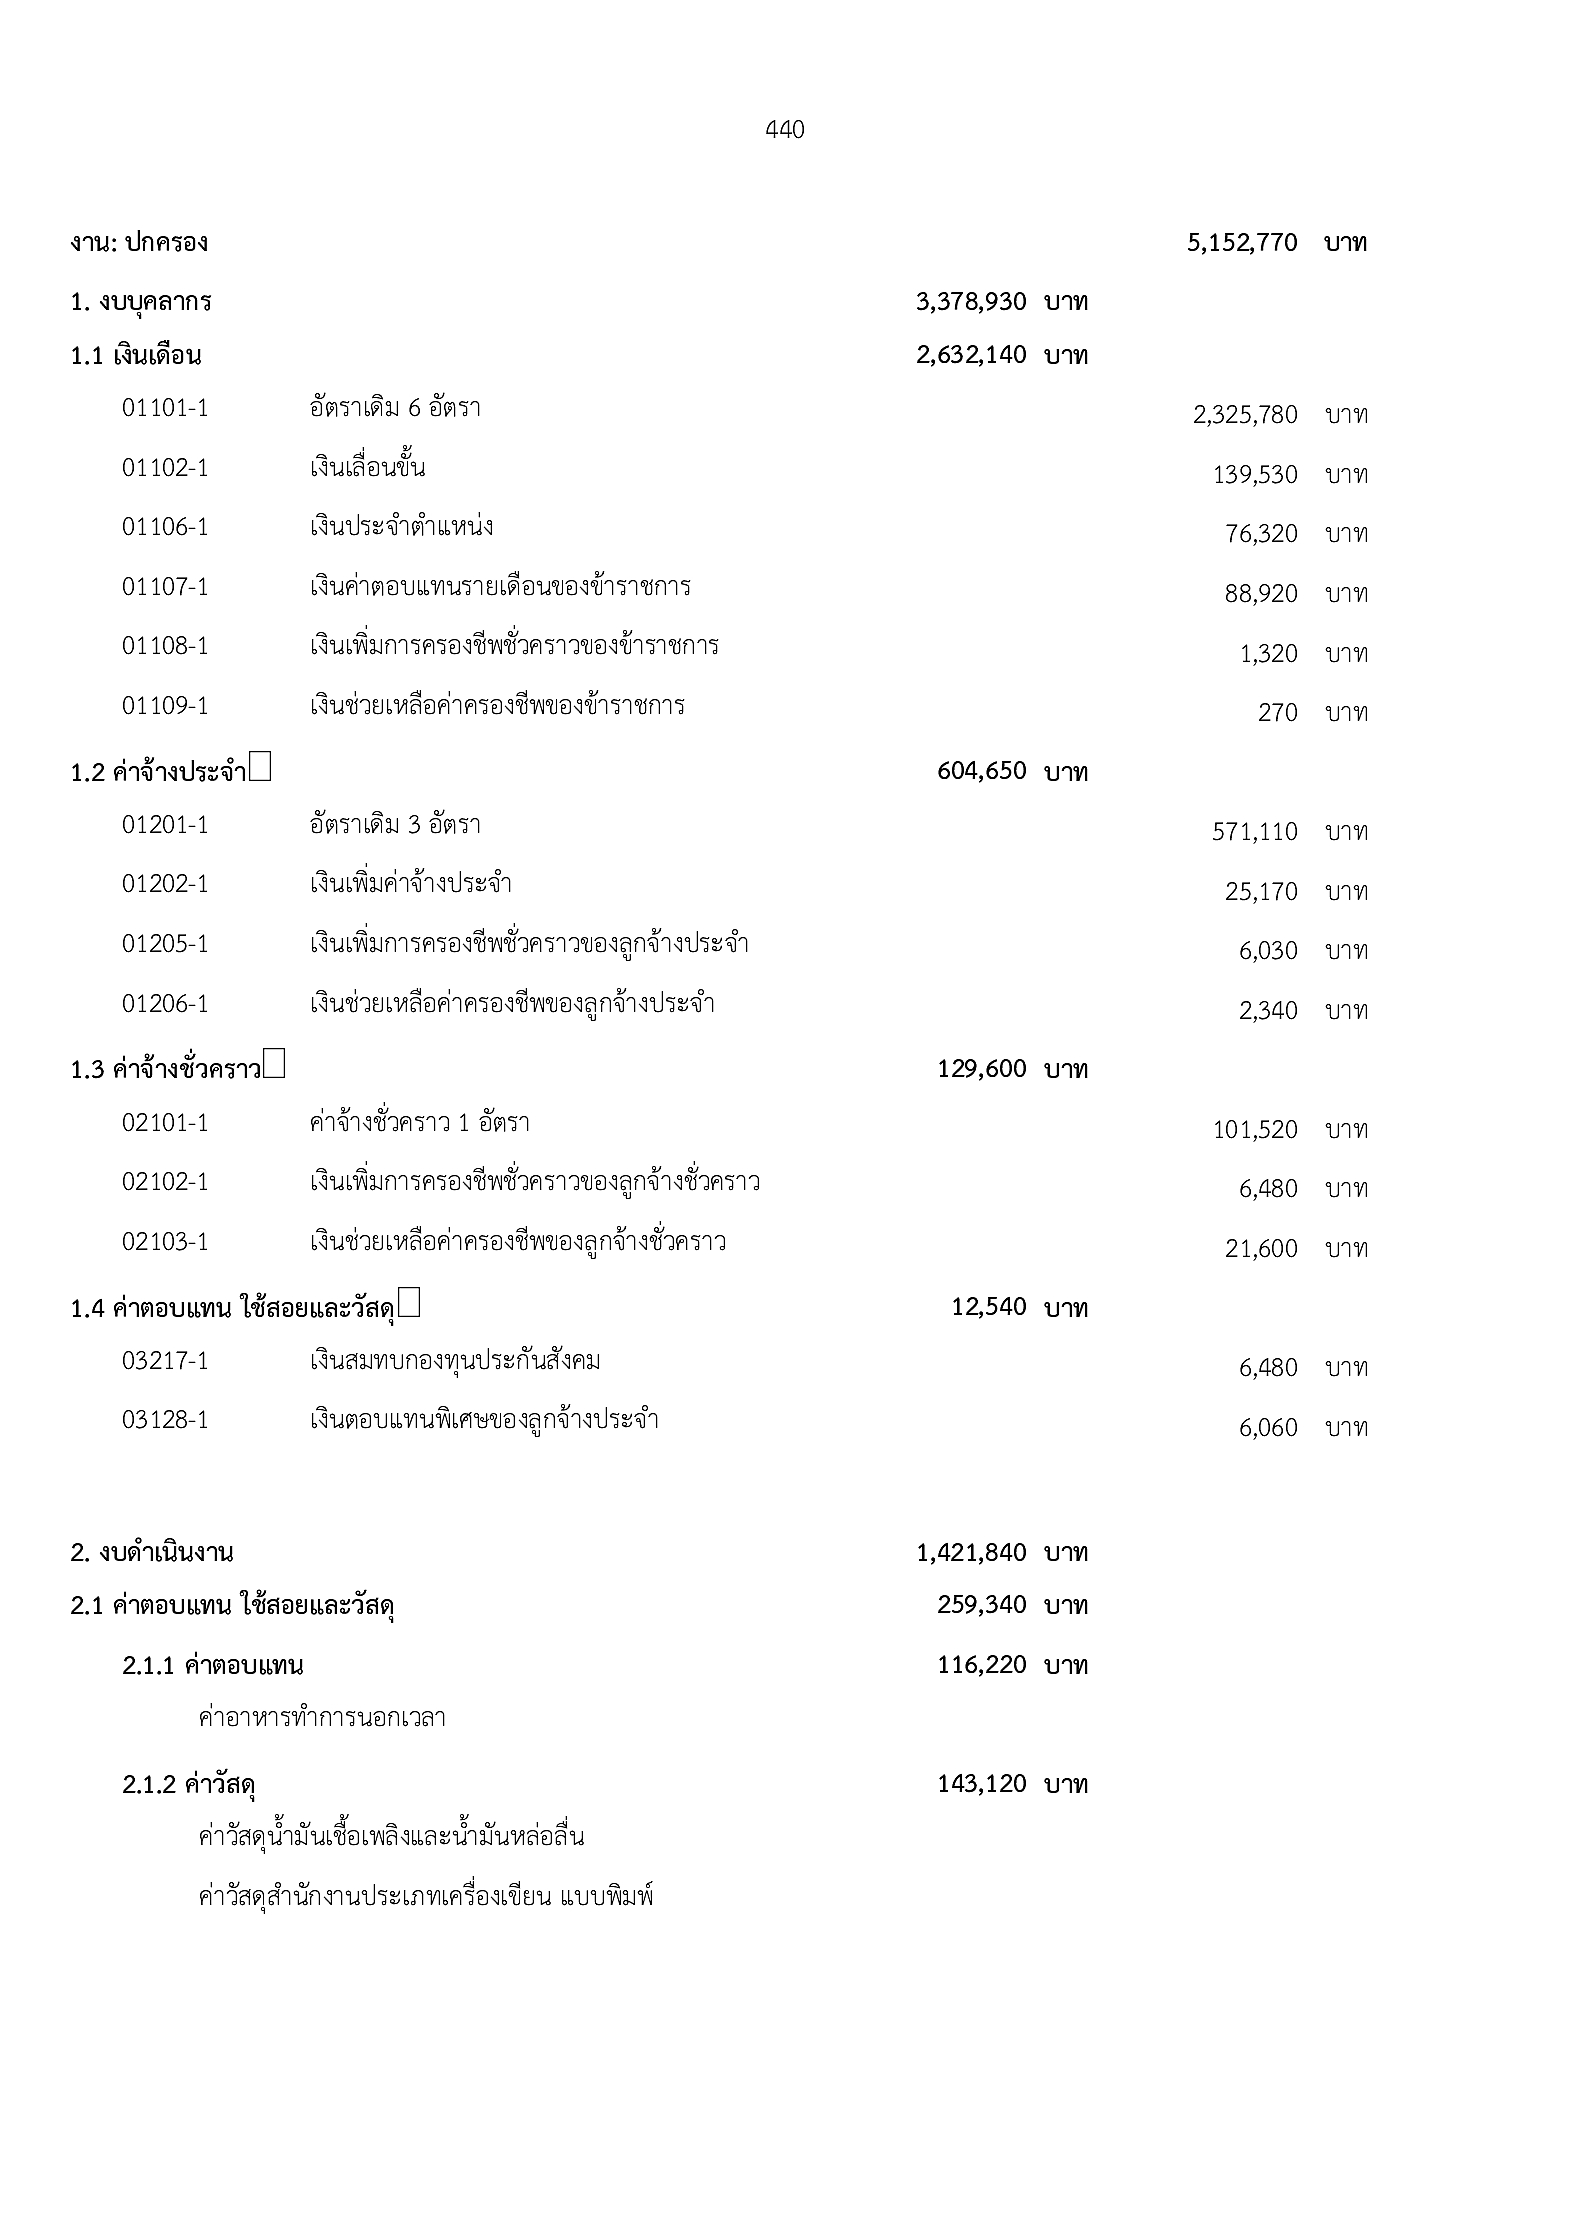 440
งาน: ปกครอง 5,152,770 บาท
1. งบบุคลากร 3,378,930 บาท
1.1 เงินเดือน 2,632,140 บาท
01101-1 อัตราเดิม 6 อัตรา 2,325,780 บาท
01102-1 เงินเลื่อนขั้น 139,530 บาท
01106-1 เงินประจำตำแหน่ง 76,320 บาท
01107-1 เงินค่าตอบแทนรายเดือนของข้าราชการ 88,920 บาท
01108-1 เงินเพิ่มการครองชีพชั่วคราวของข้าราชการ 1,320 บาท
01109-1 เงินช่วยเหลือค่าครองชีพของข้าราชการ 270 บาท
1.2 ค่าจ้างประจำ 604,650 บาท
01201-1 อัตราเดิม 3 อัตรา 571,110 บาท
01202-1 เงินเพิ่มค่าจ้างประจำ 25,170 บาท
01205-1 เงินเพิ่มการครองชีพชั่วคราวของลูกจ้างประจำ 6,030 บาท
01206-1 เงินช่วยเหลือค่าครองชีพของลูกจ้างประจำ 2,340 บาท
1.3 ค่าจ้างชั่วคราว 129,600 บาท
02101-1 ค่าจ้างชั่วคราว 1 อัตรา 101,520 บาท
02102-1 เงินเพิ่มการครองชีพชั่วคราวของลูกจ้างชั่วคราว 6,480 บาท
02103-1 เงินช่วยเหลือค่าครองชีพของลูกจ้างชั่วคราว 21,600 บาท
1.4 ค่าตอบแทน ใช้สอยและวัสดุ 12,540 บาท
03217-1 เงินสมทบกองทุนประกันสังคม 6,480 บาท
03128-1 เงินตอบแทนพิเศษของลูกจ้างประจำ 6,060 บาท
2. งบดำเนินงาน 1,421,840 บาท
2.1 ค่าตอบแทน ใช้สอยและวัสดุ 259,340 บาท
2.1.1 ค่าตอบแทน 116,220 บาท
ค่าอาหารทำการนอกเวลา
2.1.2 ค่าวัสดุ 143,120 บาท
ค่าวัสดุน้ำมันเชื้อเพลิงและน้ำมันหล่อลื่น
ค่าวัสดุสำนักงานประเภทเครื่องเขียน แบบพิมพ์